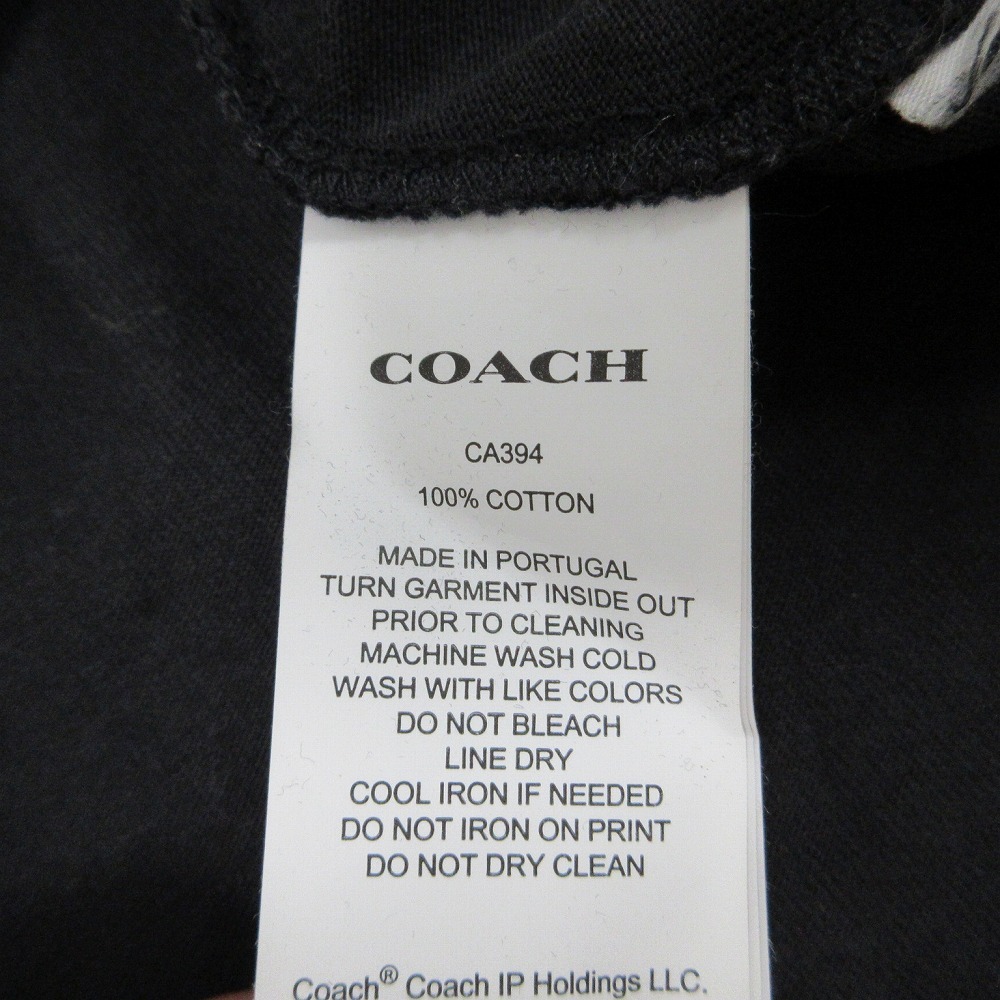 COACH
CA394
100% COTTON
MADE IN PORTUGAL
TURN GARMENT INSIDE OUT
PRIOR TO CLEANING
MACHINE WASH COLD
WASH WITH LIKE COLORS
DO NOT BLEACH
LINE DRY
COOL IRON IF NEEDED
DO NOT IRON ON PRINT
DO NOT DRY CLEAN
Coach® Coach IP Holdings LLC.